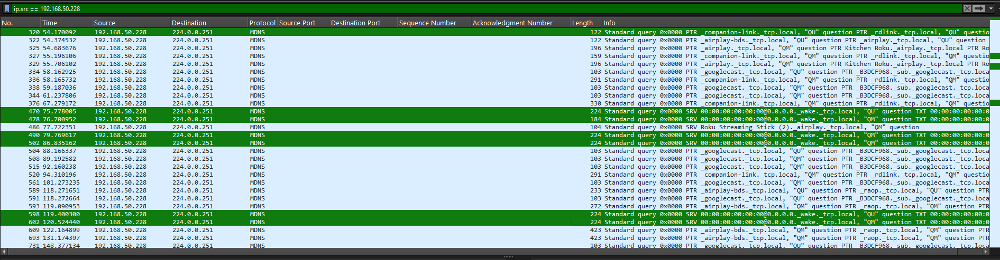 ip.src == 192.168.50.228
No. Time Source Destination Protocol Source Port Destination Port Sequence Number Acknowledgment Number Length Info
320 54.170092 192.168.50.228 224.0.0.251 MDNS 122 Standard query 0x0000 PTR _companion-link._tcp.local, "QU" question PTR _rdlink._tcp.local, "QU" questio
322 54.374532 192.168.50.228 224.0.0.251 MDNS 122 Standard query 0x0000 PTR _airplay-bds._tcp.local, "QU" question PTR _airplay._tcp.local, "QU" question
325 54.683676 192.168.50.228 224.0.0.251 MDNS 196 Standard query 0x0000 PTR _airplay._tcp.local, "QM" question PTR Kitchen Roku._airplay._tcp.local PTR Ro
327 55.196106 192.168.50.228 224.0.0.251 MDNS 159 Standard query 0x0000 PTR _companion-link._tcp.local, "QM" question PTR _rdlink._tcp.local, "QM" questio
329 55.706102 192.168.50.228 224.0.0.251 MDNS 196 Standard query 0x0000 PTR _airplay._tcp.local, "QM" question PTR Kitchen Roku._airplay._tcp.local PTR Ro
334 58.162925 192.168.50.228 224.0.0.251 MDNS 103 Standard query 0x0000 PTR _googlecast._tcp.local, "QU" question PTR _B3DCF968._sub._googlecast._tcp.loca
336 58.165732 192.168.50.228 224.0.0.251 MDNS 291 Standard query 0x0000 PTR _companion-link._tcp.local, "QM" question PTR _rdlink._tcp.local, "QM" questio
338 59.187036 192.168.50.228 224.0.0.251 MDNS 103 Standard query 0x0000 PTR _googlecast._tcp.local, "QM" question PTR _B3DCF968._sub._googlecast._tcp.loca
344 61.237806 192.168.50.228 224.0.0.251 MDNS 103 Standard query 0x0000 PTR _googlecast._tcp.local, "QM" question PTR _B3DCF968._sub._googlecast._tcp.loca
376 67.279172 192.168.50.228 224.0.0.251 MDNS 330 Standard query 0x0000 PTR _companion-link._tcp.local, "QM" question PTR _rdlink._tcp.local, "QM" questio
470 75.778005 192.168.50.228 224.0.0.251 MDNS 224 Standard query 0x0000 SRV 00:00:00:00:00:00@0.0.0.0._wake._tcp.local, "QU" question TXT 00:00:00:00:0
478 76.700952 192.168.50.228 224.0.0.251 MDNS 184 Standard query 0x0000 SRV 00:00:00:00:00:00@0.0.0.0._wake._tcp.local, "QM" question TXT 00:00:00:00:0
486 77.722351 192.168.50.228 224.0.0.251 MDNS 104 Standard query 0x0000 SRV Roku Streaming Stick (2)._airplay._tcp.local, "QM" question
490 79.769617 192.168.50.228 224.0.0.251 MDNS 224 Standard query 0x0000 SRV 00:00:00:00:00:00@0.0.0.0._wake._tcp.local, "QM" question TXT 00:00:00:00:0
502 86.835162 192.168.50.228 224.0.0.251 MDNS 224 Standard query 0x0000 SRV 00:00:00:00:00:00@0.0.0.0._wake._tcp.local, "QM" question TXT 00:00:00:00:0
504 88.166337 192.168.50.228 224.0.0.251 MDNS 103 Standard query 0x0000 PTR _googlecast._tcp.local, "QU" question PTR _B3DCF968._sub._googlecast._tcp.loca
508 89.192582 192.168.50.228 224.0.0.251 MDNS 103 Standard query 0x0000 PTR _googlecast._tcp.local, "QM" question PTR _B3DCF968._sub._googlecast._tcp.loca
515 92.160238 192.168.50.228 224.0.0.251 MDNS 103 Standard query 0x0000 PTR _googlecast._tcp.local, "QM" question PTR _B3DCF968._sub._googlecast._tcp.loca
520 94.310196 192.168.50.228 224.0.0.251 MDNS 291 Standard query 0x0000 PTR _companion-link._tcp.local, "QM" question PTR _rdlink._tcp.local, "QM" questio
561 101.273235 192.168.50.228 224.0.0.251 MDNS 103 Standard query 0x0000 PTR _googlecast._tcp.local, "QM" question PTR _B3DCF968._sub._googlecast._tcp.loca
589 118.271651 192.168.50.228 224.0.0.251 MDNS 233 Standard query 0x0000 PTR _airplay-bds._tcp.local, "QU" question PTR _raop._tcp.local, "QU" question PTR
591 118.272664 192.168.50.228 224.0.0.251 MDNS 103 Standard query 0x0000 PTR _googlecast._tcp.local, "QU" question PTR _B3DCF968._sub._googlecast._tcp.loca
593 119.090953 192.168.50.228 224.0.0.251 MDNS 272 Standard query 0x0000 PTR _airplay-bds._tcp.local, "QM" question PTR _raop._tcp.local, "QM" question PTR
598 119.400300 192.168.50.228 224.0.0.251 MDNS 224 Standard query 0x0000 SRV 00:00:00:00:00:00@0.0.0.0._wake._tcp.local, "QU" question TXT 00:00:00:00:0
602 120.524440 192.168.50.228 224.0.0.251 MDNS 224 Standard query 0x0000 SRV 00:00:00:00:00:00@0.0.0.0._wake._tcp.local, "QM" question TXT 00:00:00:00:0
609 122.164899 192.168.50.228 224.0.0.251 MDNS 423 Standard query 0x0000 PTR _airplay-bds._tcp.local, "QM" question PTR _raop._tcp.local, "QM" question PTR
693 131.174397 192.168.50.228 224.0.0.251 MDNS 423 Standard query 0x0000 PTR _airplay-bds._tcp.local, "QM" question PTR _raop._tcp.local, "QM" question PTR
731 148.377134 192.168.50.228 224.0.0.251 MDNS 103 Standard query 0x0000 PTR _googlecast._tcp.local, "QU" question PTR _B3DCF968._sub._googlecast._tcp.loca